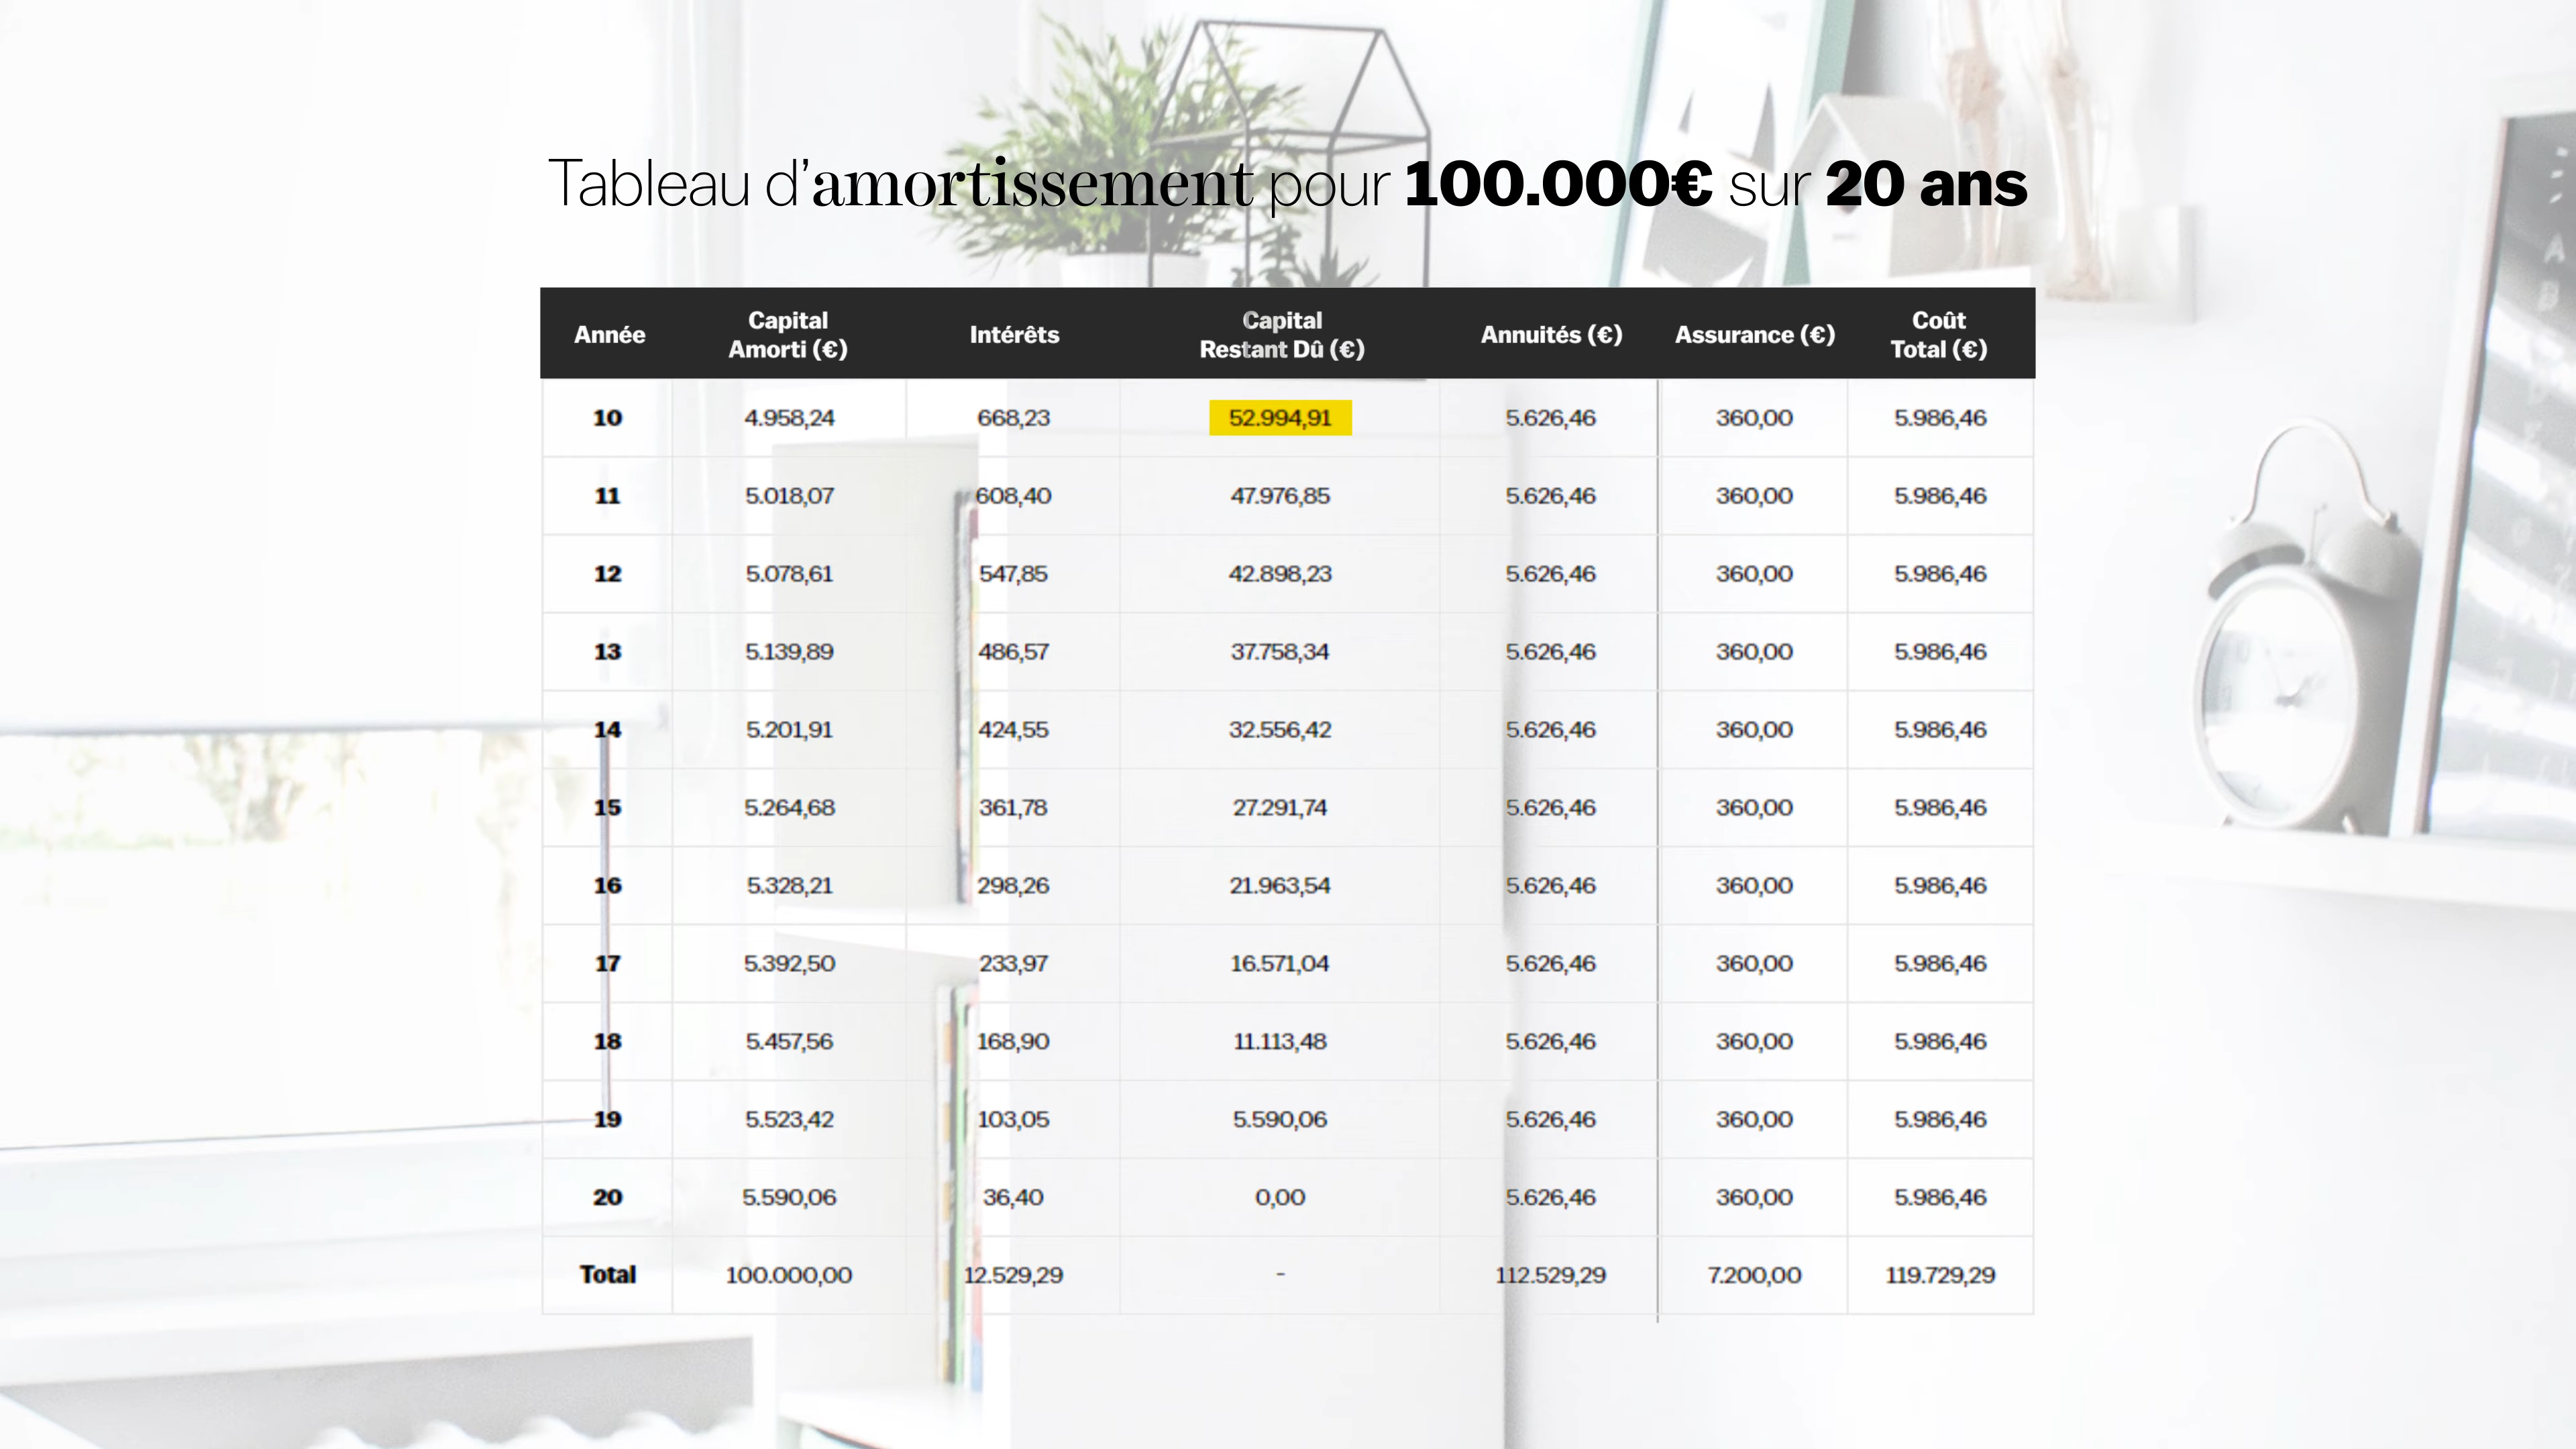 Tableau d’amortissement pour 100.000€ sur 20 ans
Année Capital Amorti (€) Intérêts Capital Restant Dû (€) Annuités (€) Assurance (€) Coût Total (€)
10 4.958,24 668,23 52.994,91 5.626,46 360,00 5.986,46
11 5.018,07 608,40 47.976,85 5.626,46 360,00 5.986,46
12 5.078,61 547,85 42.898,23 5.626,46 360,00 5.986,46
13 5.139,89 486,57 37.758,34 5.626,46 360,00 5.986,46
14 5.201,91 424,55 32.556,42 5.626,46 360,00 5.986,46
15 5.264,68 361,78 27.291,74 5.626,46 360,00 5.986,46
16 5.328,21 298,26 21.963,54 5.626,46 360,00 5.986,46
17 5.392,50 233,97 16.571,04 5.626,46 360,00 5.986,46
18 5.457,56 168,90 11.113,48 5.626,46 360,00 5.986,46
19 5.523,42 103,05 5.590,06 5.626,46 360,00 5.986,46
20 5.590,06 36,40 0,00 5.626,46 360,00 5.986,46
Total 100.000,00 12.529,29 - 112.529,29 7.200,00 119.729,29